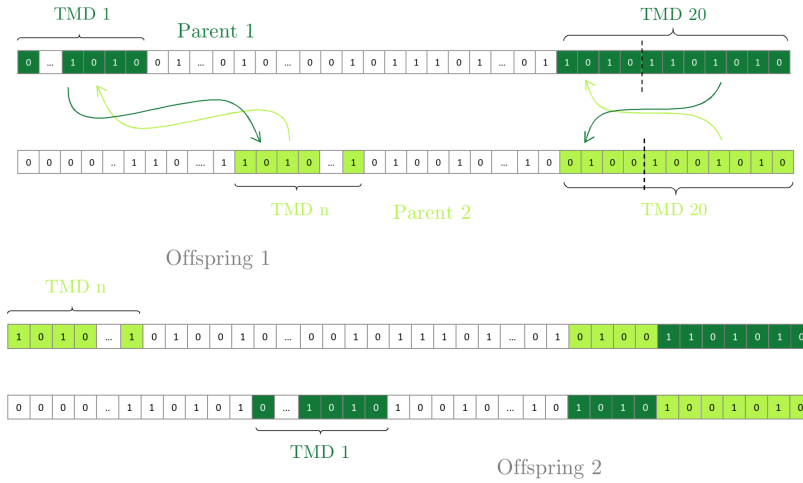 TMD 1
Parent 1
TMD 20
0 ... 1 0 1 0 0 1 ... 0 1 0 ... 0 0 1 0 1 1 1 0 1 ... 0 1 1 0 1 0 1 1 0 1 0 1 0
0 0 0 0 .. 1 1 0 .... 1 1 0 1 0 ... 1 0 1 0 0 1 0 ... 1 0 0 1 0 0 1 0 0 1 0 1 0
TMD n
Parent 2
TMD 20
Offspring 1
TMD n
1 0 1 0 ... 1 0 1 0 0 1 0 ... 0 0 1 0 1 1 1 0 1 ... 0 1 0 1 0 0 1 1 0 1 0 1 0
0 0 0 0 .. 1 1 0 1 0 1 0 ... 1 0 1 0 1 0 0 1 0 ... 1 0 1 0 1 0 1 0 0 1 0 1 0
TMD 1
Offspring 2